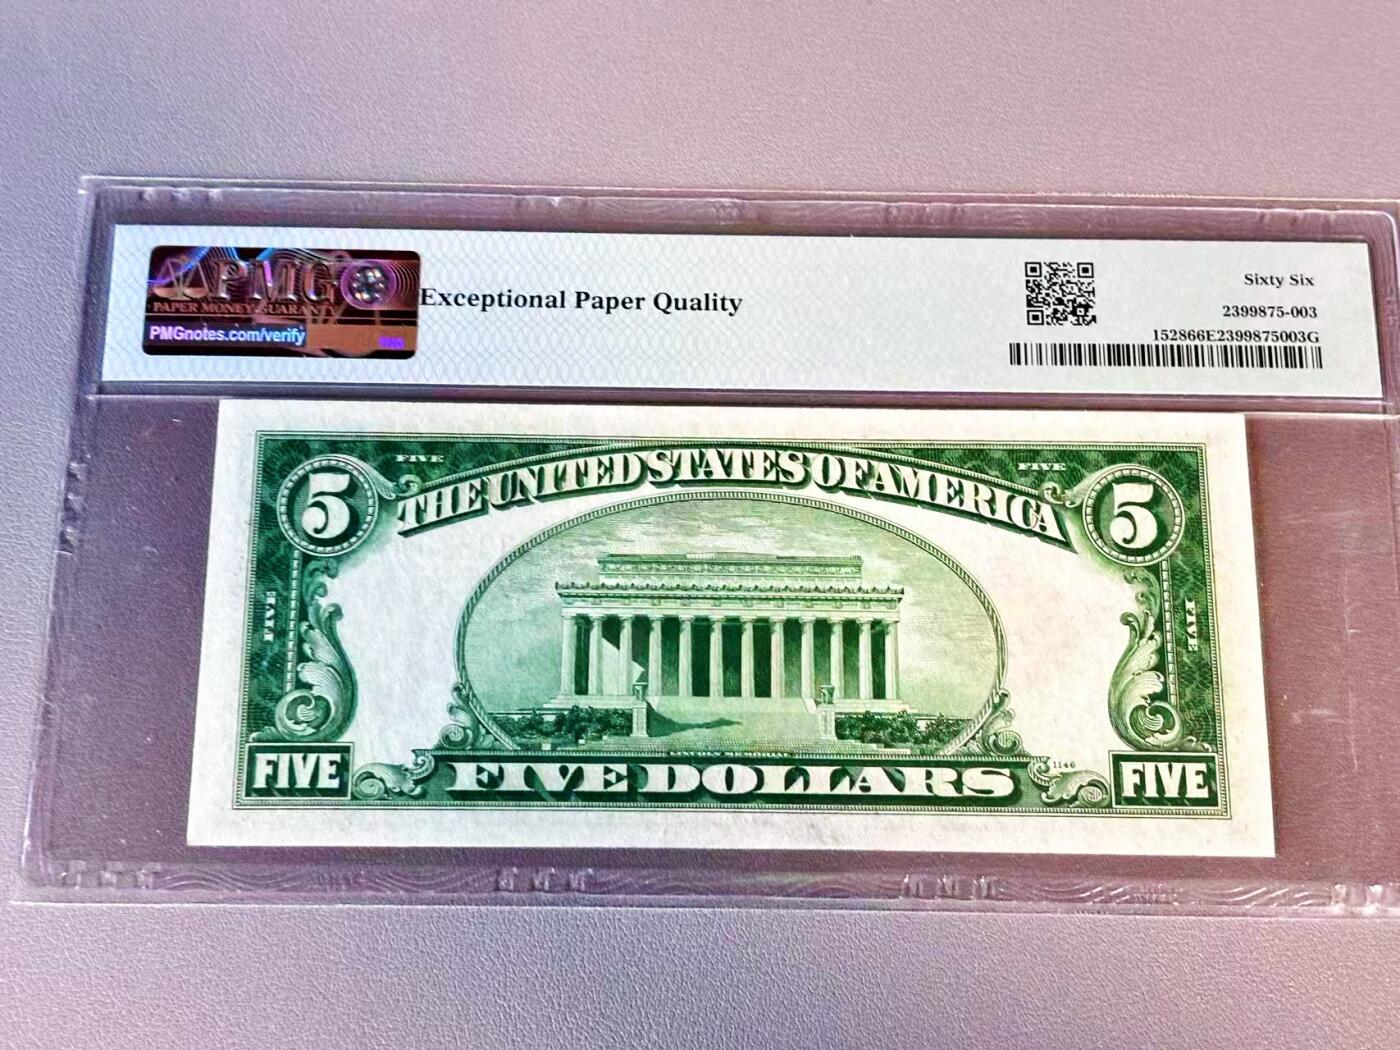 PMG
PAPER MONEY GUARANTY
PMGnotes.com/verify
Exceptional Paper Quality
Sixty Six
2399875-003
152866E2399875003G
FIVE
FIVE
5
THE UNITED STATES OF AMERICA
5
FIVE
FIVE
LINCOLN MEMORIAL
1146
FIVE
FIVE DOLLARS
FIVE